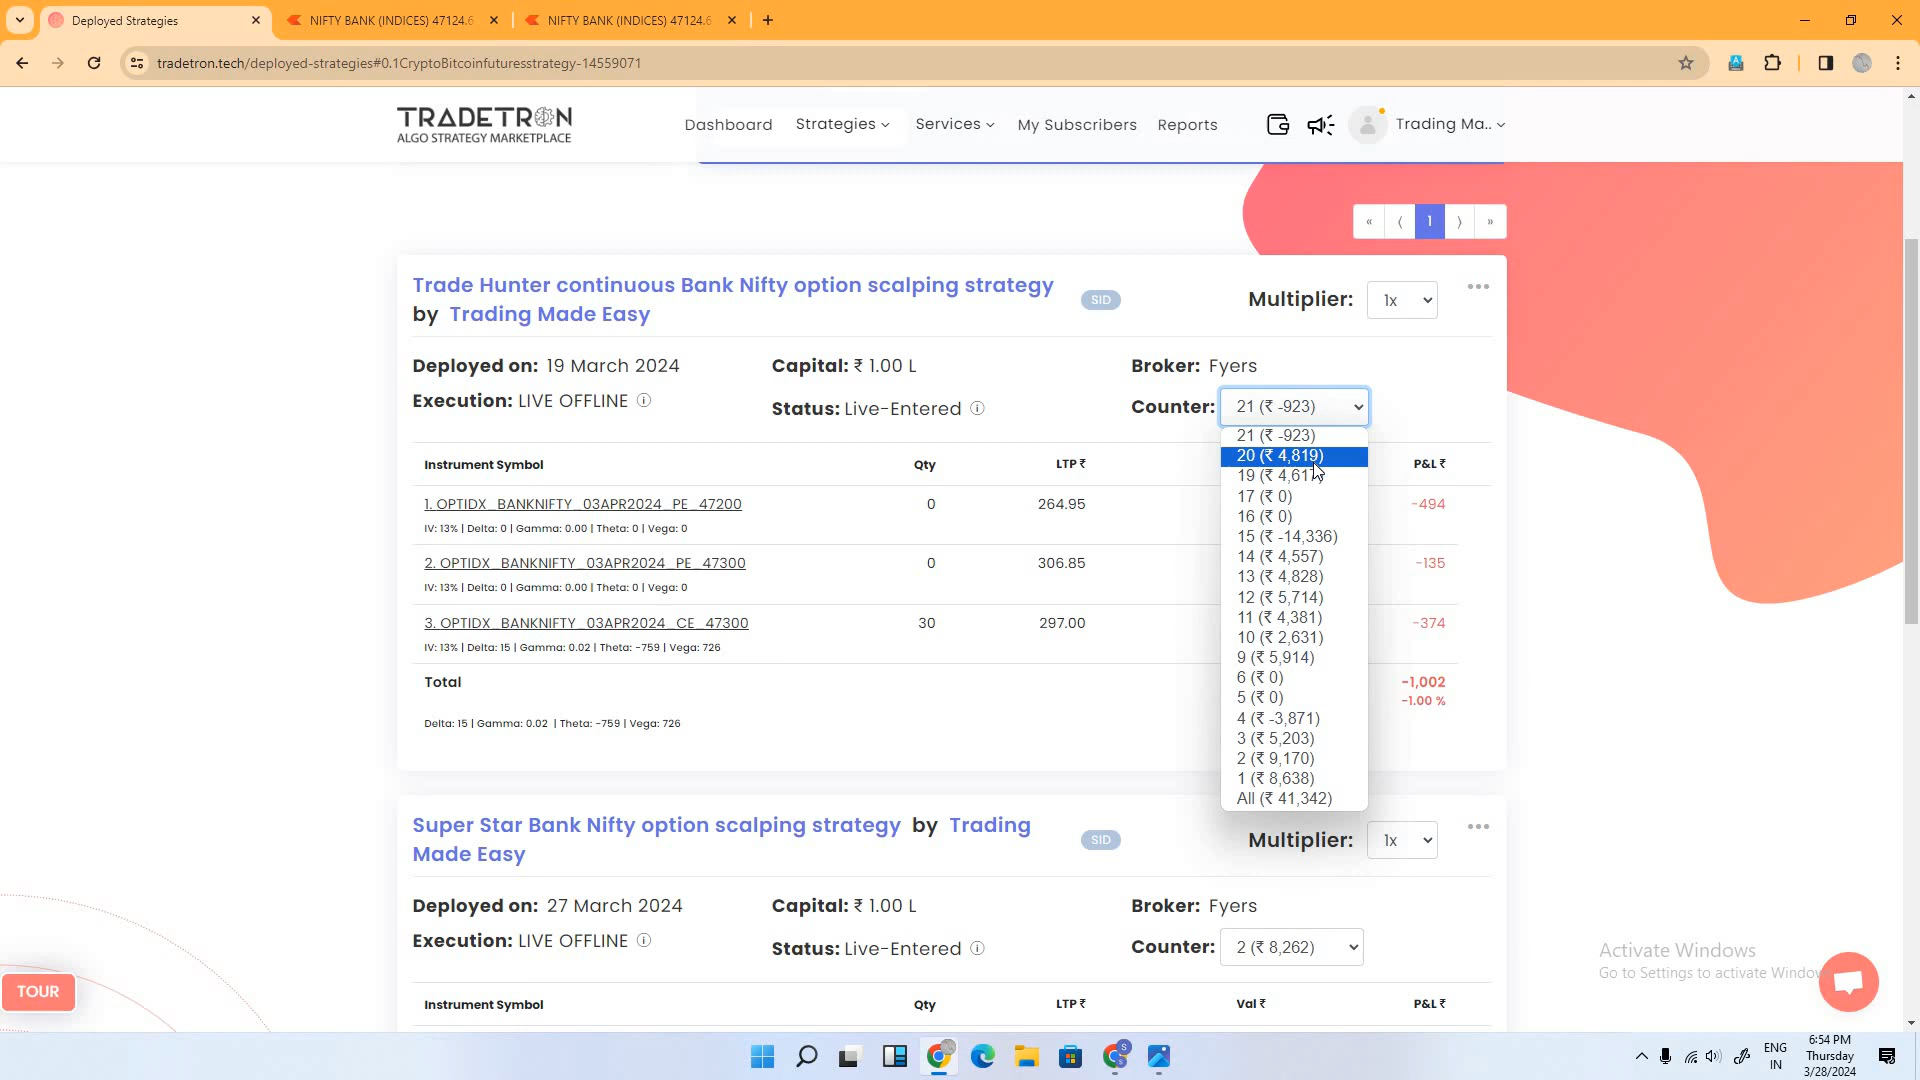 Deployed Strategies
NIFTY BANK (INDICES) 47124.6
NIFTY BANK (INDICES) 47124.6
tradetron.tech/deployed-strategies#0.1CryptoBitcoinfuturesstrategy-14559071
TRADETRON
ALGO STRATEGY MARKETPLACE
Dashboard Strategies Services My Subscribers Reports Trading Ma..
« ⟨ 1 ⟩ »
Trade Hunter continuous Bank Nifty option scalping strategy
by Trading Made Easy
SID
Multiplier: 1x
Deployed on: 19 March 2024 Capital: ₹ 1.00 L Broker: Fyers
Execution: LIVE OFFLINE Status: Live-Entered Counter: 21 (₹ -923)
21 (₹ -923)
20 (₹ 4,819)
19 (₹ 4,617)
17 (₹ 0)
16 (₹ 0)
15 (₹ -14,336)
14 (₹ 4,557)
13 (₹ 4,828)
12 (₹ 5,714)
11 (₹ 4,381)
10 (₹ 2,631)
9 (₹ 5,914)
6 (₹ 0)
5 (₹ 0)
4 (₹ -3,871)
3 (₹ 5,203)
2 (₹ 9,170)
1 (₹ 8,638)
All (₹ 41,342)
Instrument Symbol Qty LTP ₹ P&L ₹
1. OPTIDX_BANKNIFTY_03APR2024_PE_47200 0 264.95 -494
IV: 13% | Delta: 0 | Gamma: 0.00 | Theta: 0 | Vega: 0
2. OPTIDX_BANKNIFTY_03APR2024_PE_47300 0 306.85 -135
IV: 13% | Delta: 0 | Gamma: 0.00 | Theta: 0 | Vega: 0
3. OPTIDX_BANKNIFTY_03APR2024_CE_47300 30 297.00 -374
IV: 13% | Delta: 15 | Gamma: 0.02 | Theta: -759 | Vega: 726
Total -1,002
-1.00 %
Delta: 15 | Gamma: 0.02 | Theta: -759 | Vega: 726
Super Star Bank Nifty option scalping strategy by Trading
Made Easy
SID
Multiplier: 1x
Deployed on: 27 March 2024 Capital: ₹ 1.00 L Broker: Fyers
Execution: LIVE OFFLINE Status: Live-Entered Counter: 2 (₹ 8,262)
Instrument Symbol Qty LTP ₹ Val ₹ P&L ₹
TOUR
Activate Windows
Go to Settings to activate Window
ENG
IN
6:54 PM
Thursday
3/28/2024